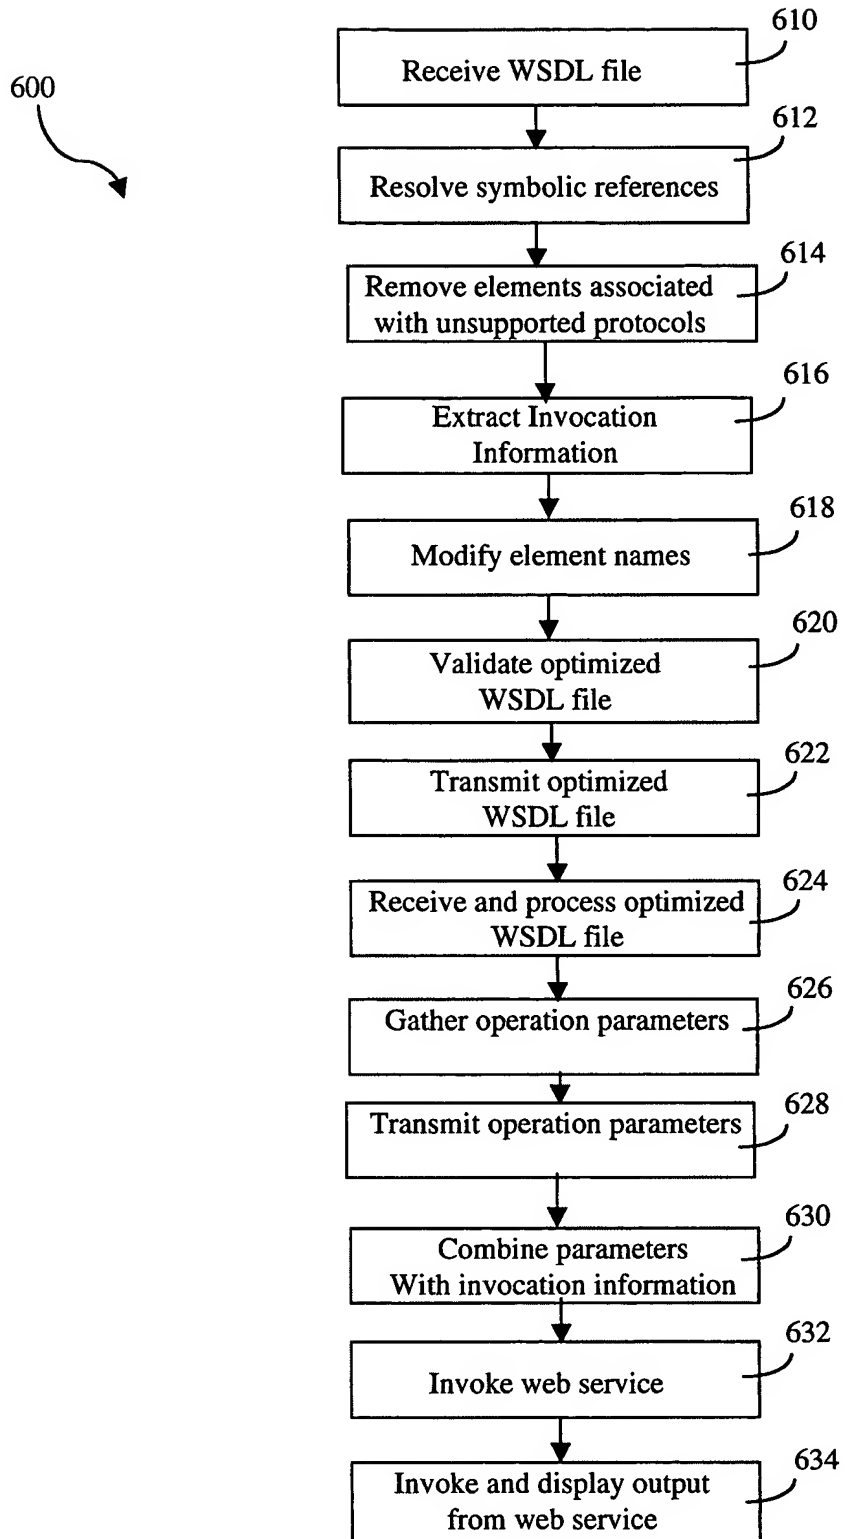 610
Receive WSDL file
600
612
Resolve symbolic references
614
Remove elements associated
with unsupported protocols
616
Extract Invocation
Information
618
Modify element names
620
Validate optimized
WSDL file
622
Transmit optimized
WSDL file
624
Receive and process optimized
WSDL file
626
Gather operation parameters
628
Transmit operation parameters
630
Combine parameters
With invocation information
632
Invoke web service
634
Invoke and display output
from web service